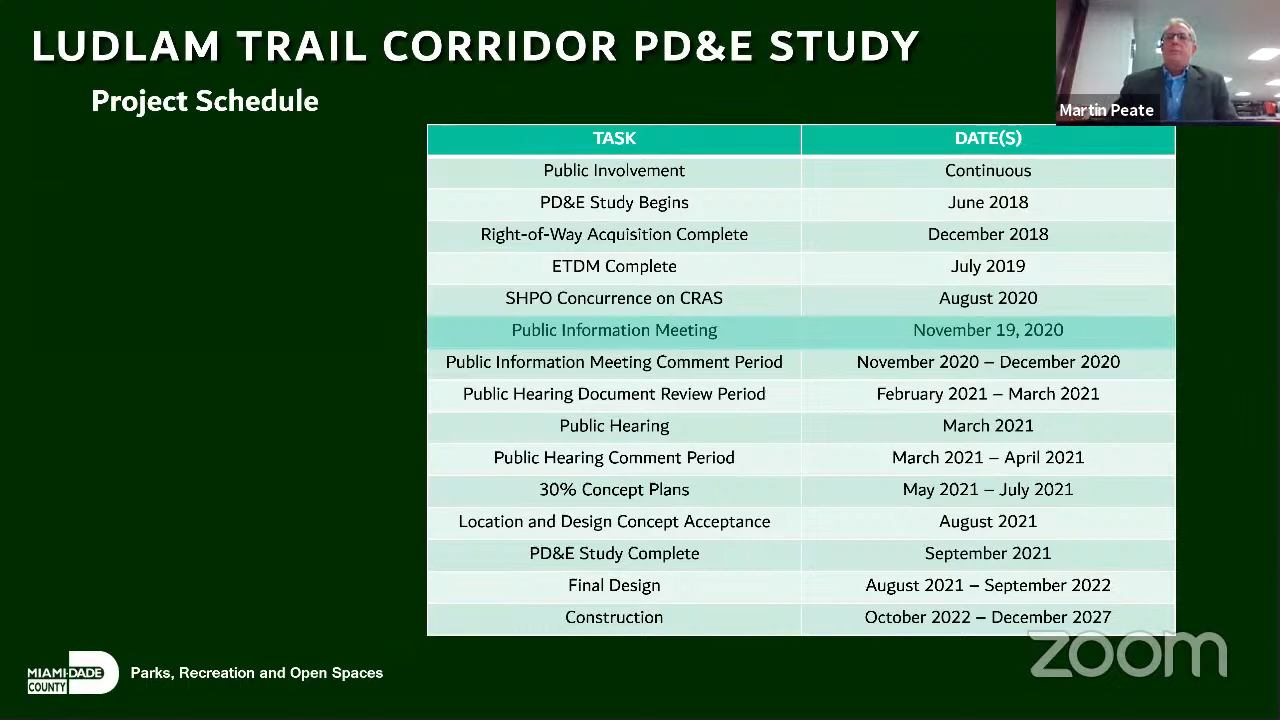 LUDLAM TRAIL CORRIDOR PD&E STUDY
Project Schedule
Martin Peate
TASK DATE(S)
Public Involvement Continuous
PD&E Study Begins June 2018
Right-of-Way Acquisition Complete December 2018
ETDM Complete July 2019
SHPO Concurrence on CRAS August 2020
Public Information Meeting November 19, 2020
Public Information Meeting Comment Period November 2020 – December 2020
Public Hearing Document Review Period February 2021 – March 2021
Public Hearing March 2021
Public Hearing Comment Period March 2021 – April 2021
30% Concept Plans May 2021 – July 2021
Location and Design Concept Acceptance August 2021
PD&E Study Complete September 2021
Final Design August 2021 – September 2022
Construction October 2022 – December 2027
MIAMI-DADE
COUNTY
Parks, Recreation and Open Spaces
zoom